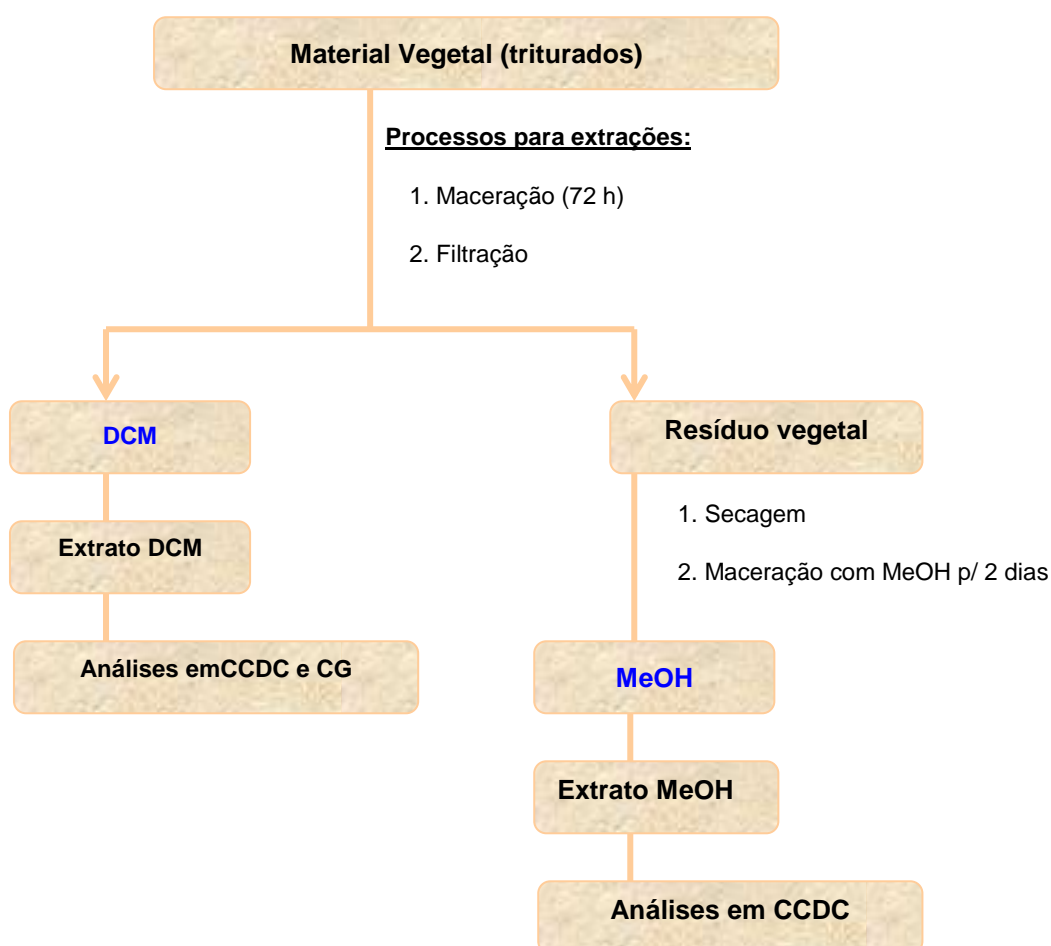 Material Vegetal (triturados)
Processos para extrações:
1. Maceração (72 h)
2. Filtração
DCM
Extrato DCM
Análises emCCDC e CG
Resíduo vegetal
1. Secagem
2. Maceração com MeOH p/ 2 dias
MeOH
Extrato MeOH
Análises em CCDC